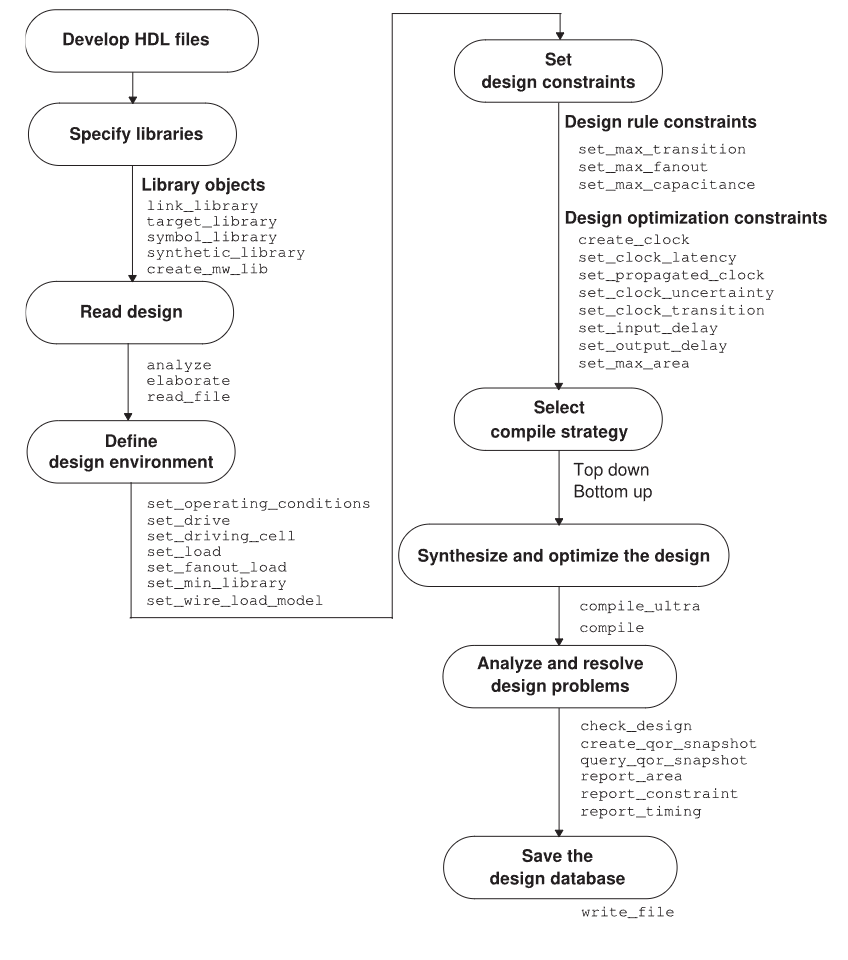 Develop HDL files
Specify libraries
Library objects
link_library
target_library
symbol_library
synthetic_library
create_mw_lib
Read design
analyze
elaborate
read_file
Define
design environment
set_operating_conditions
set_drive
set_driving_cell
set_load
set_fanout_load
set_min_library
set_wire_load_model
Set
design constraints
Design rule constraints
set_max_transition
set_max_fanout
set_max_capacitance
Design optimization constraints
create_clock
set_clock_latency
set_propagated_clock
set_clock_uncertainty
set_clock_transition
set_input_delay
set_output_delay
set_max_area
Select
compile strategy
Top down
Bottom up
Synthesize and optimize the design
compile_ultra
compile
Analyze and resolve
design problems
check_design
create_qor_snapshot
query_qor_snapshot
report_area
report_constraint
report_timing
Save the
design database
write_file